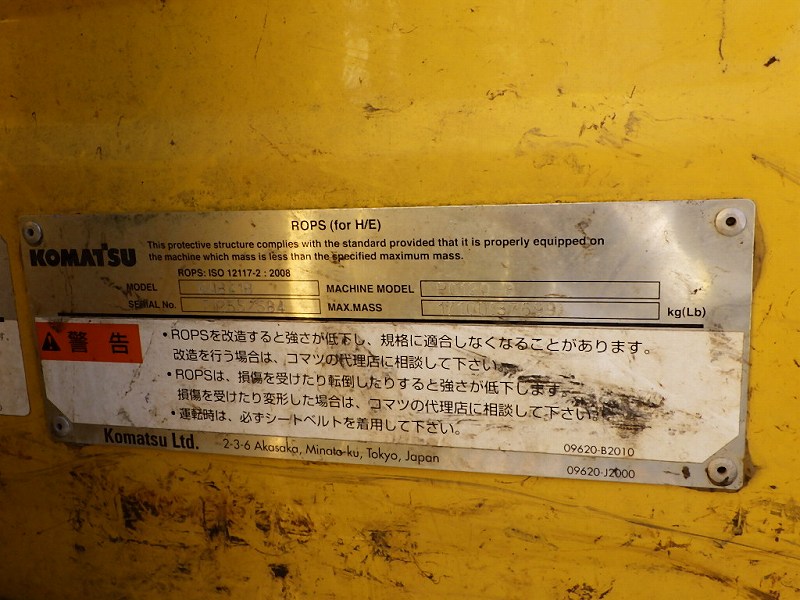 ROPS (for H/E)
KOMATSU
This protective structure complies with the standard provided that it is properly equipped on
the machine which mass is less than the specified maximum mass.
ROPS: ISO 12117-2 : 2008
MODEL
MACHINE MODEL
SERIAL No.
MAX.MASS
kg(Lb)
警告
•ROPSを改造すると強さが低下し、規格に適合しなくなることがあります。
改造を行う場合は、コマツの代理店に相談して下さい。
•ROPSは、損傷を受けたり転倒したりすると強さが低下します。
損傷を受けたり変形した場合は、コマツの代理店に相談して下さい。
•運転時は、必ずシートベルトを着用して下さい。
Komatsu Ltd.
2-3-6 Akasaka, Minato-ku, Tokyo, Japan
09620-B2010
09620-J2000